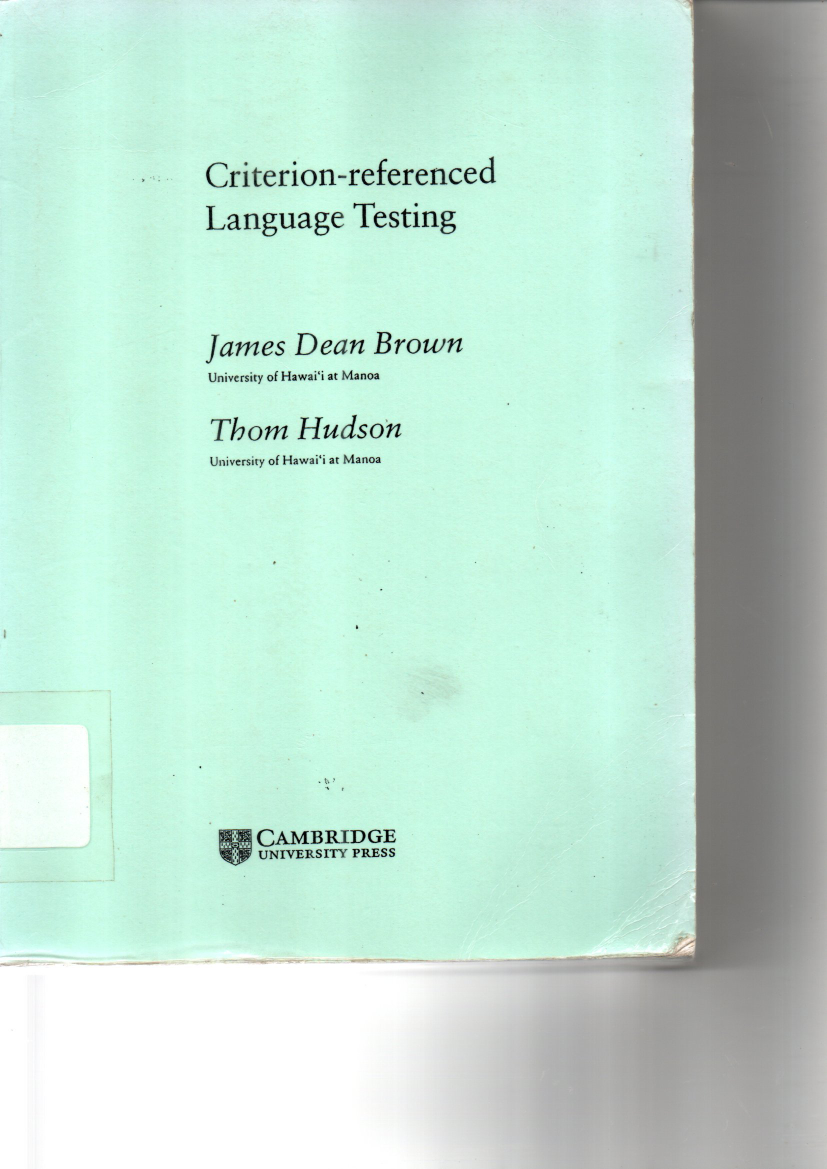 Criterion-referenced
Language Testing
James Dean Brown
University of Hawai‘i at Manoa
Thom Hudson
University of Hawai‘i at Manoa
CAMBRIDGE
UNIVERSITY PRESS